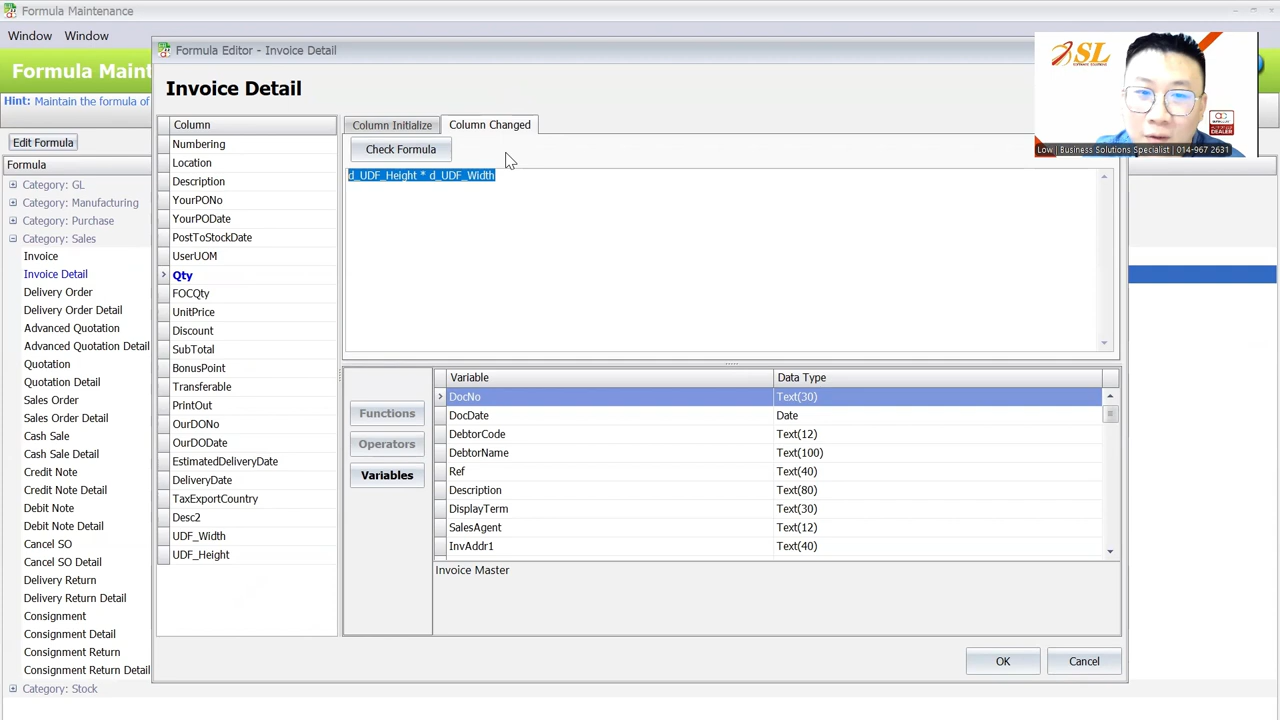 Formula Maintenance
Window Window
Formula Maint
Hint: Maintain the formula of
Edit Formula
Formula
Category: GL
Category: Manufacturing
Category: Purchase
Category: Sales
Invoice
Invoice Detail
Delivery Order
Delivery Order Detail
Advanced Quotation
Advanced Quotation Detail
Quotation
Quotation Detail
Sales Order
Sales Order Detail
Cash Sale
Cash Sale Detail
Credit Note
Credit Note Detail
Debit Note
Debit Note Detail
Cancel SO
Cancel SO Detail
Delivery Return
Delivery Return Detail
Consignment
Consignment Detail
Consignment Return
Consignment Return Detail
Category: Stock
Formula Editor - Invoice Detail
Invoice Detail
Column
Numbering
Location
Description
YourPONo
YourPODate
PostToStockDate
UserUOM
Qty
FOCQty
UnitPrice
Discount
SubTotal
BonusPoint
Transferable
PrintOut
OurDONo
OurDODate
EstimatedDeliveryDate
DeliveryDate
TaxExportCountry
Desc2
UDF_Width
UDF_Height
Column Initialize Column Changed
Check Formula
d_UDF_Height * d_UDF_Width
Functions
Operators
Variables
Variable Data Type
DocNo Text(30)
DocDate Date
DebtorCode Text(12)
DebtorName Text(100)
Ref Text(40)
Description Text(80)
DisplayTerm Text(30)
SalesAgent Text(12)
InvAddr1 Text(40)
Invoice Master
OK Cancel
SL
DEALER
Low | Business Solutions Specialist | 014-967 2631